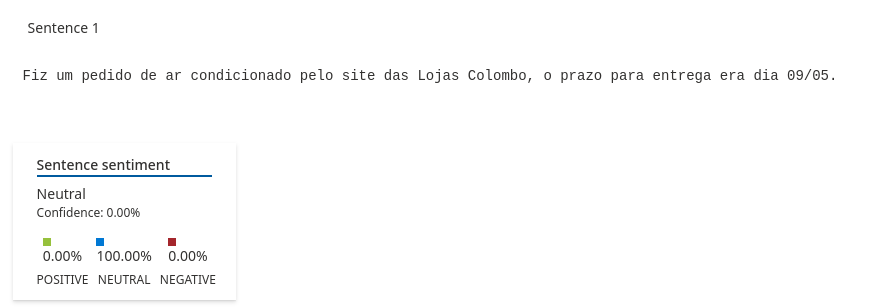 Sentence 1
Fiz um pedido de ar condicionado pelo site das Lojas Colombo, o prazo para entrega era dia 09/05.
Sentence sentiment
Neutral
Confidence: 0.00%
0.00% 100.00% 0.00%
POSITIVE NEUTRAL NEGATIVE